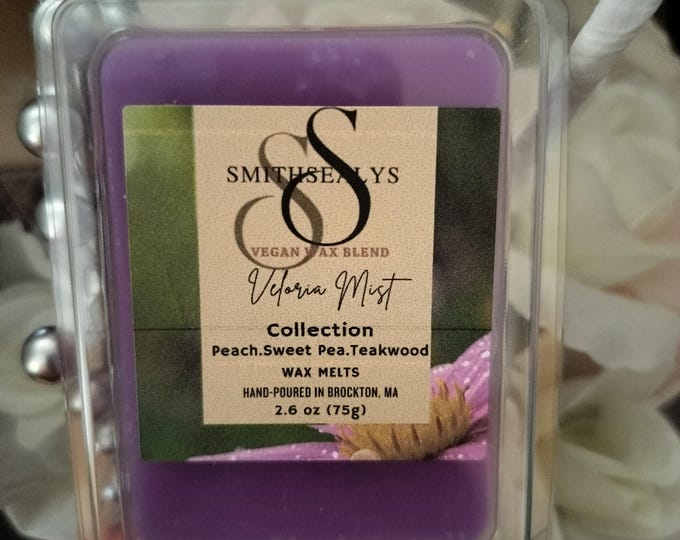 SS
SMITHSEALYS
VEGAN WAX BLEND
Veloria Mist
Collection
Peach.Sweet Pea.Teakwood
WAX MELTS
HAND-POURED IN BROCKTON, MA
2.6 oz (75g)